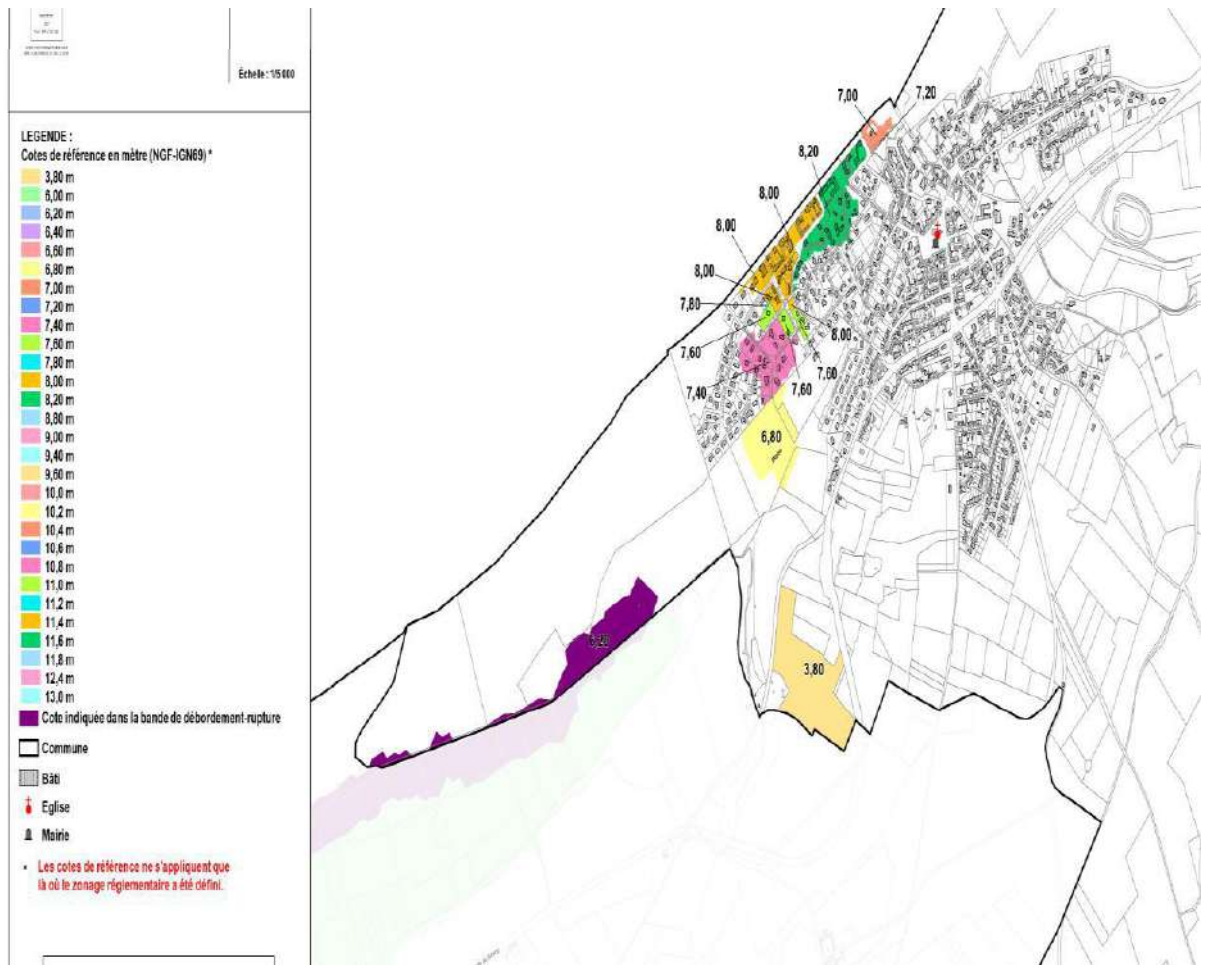 Échelle : 1/5 000
LEGENDE :
Cotes de référence en mètre (NGF-IGN69) *
3,80 m
6,00 m
6,20 m
6,40 m
6,60 m
6,80 m
7,00 m
7,20 m
7,40 m
7,60 m
7,80 m
8,00 m
8,20 m
8,80 m
9,00 m
9,40 m
9,60 m
10,0 m
10,2 m
10,4 m
10,6 m
10,8 m
11,0 m
11,2 m
11,4 m
11,6 m
11,8 m
12,4 m
13,0 m
Cote indiquée dans la bande de débordement-rupture
Commune
Bâti
Eglise
Mairie
* Les cotes de référence ne s'appliquent que
là où le zonage réglementaire a été défini.
7,00
7,20
8,20
8,00
8,00
8,00
7,80
8,00
7,60
7,60
7,40
7,60
6,80
6,20
3,80